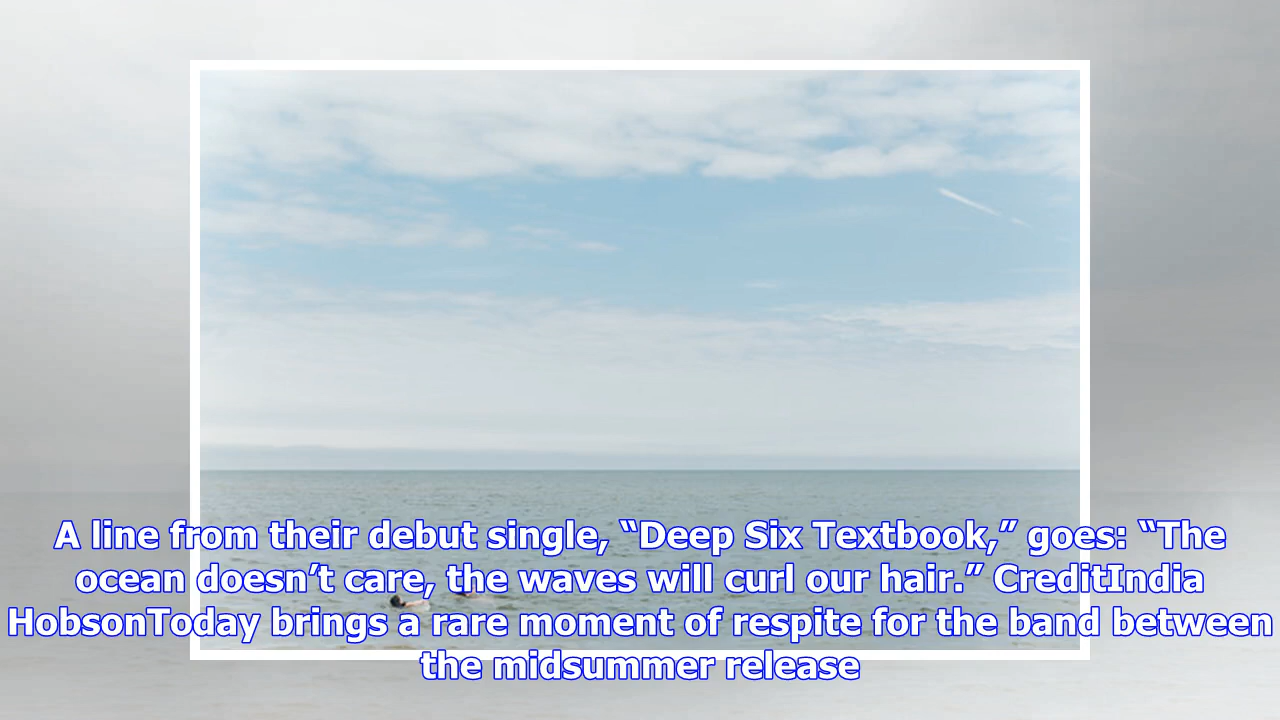 A line from their debut single, “Deep Six Textbook,” goes: “The
ocean doesn’t care, the waves will curl our hair.” CreditIndia
HobsonToday brings a rare moment of respite for the band between
the midsummer release